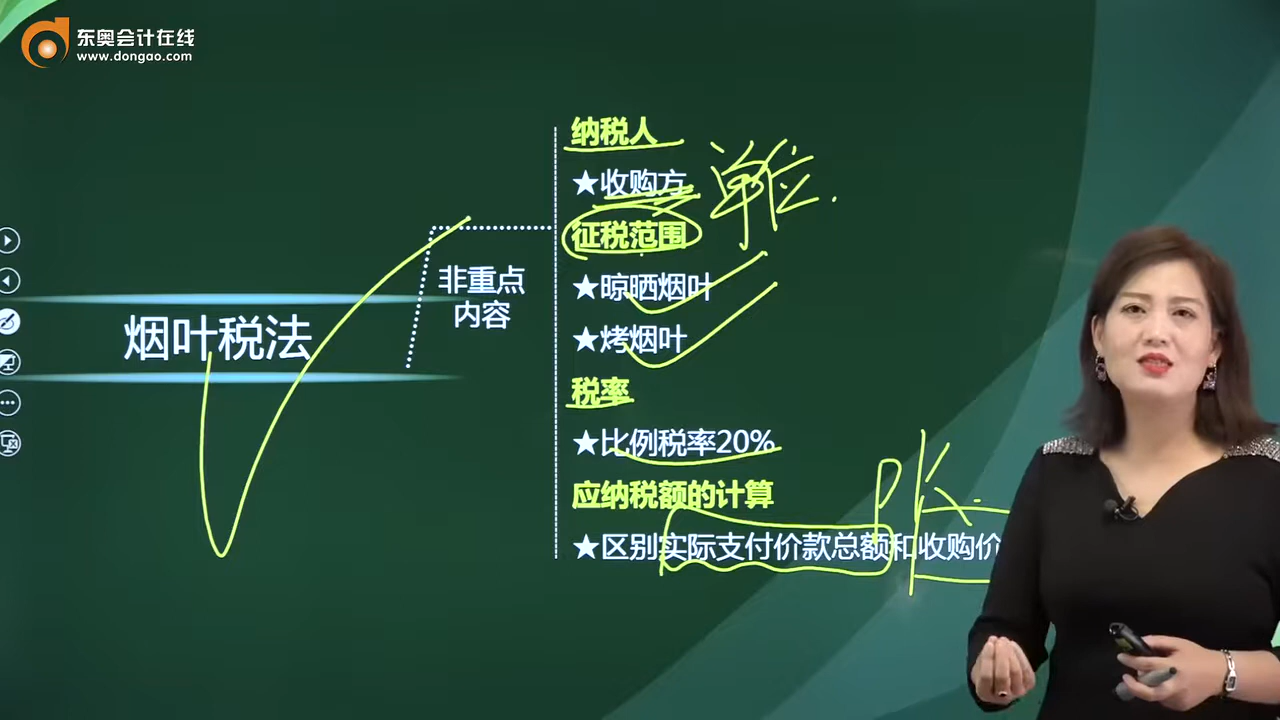 东奥会计在线
www.dongao.com
纳税人
★收购方
单位.
征税范围
非重点
内容
★晾晒烟叶
烟叶税法
★烤烟叶
税率
★比例税率20%
应纳税额的计算
★区别实际支付价款总额和收购价